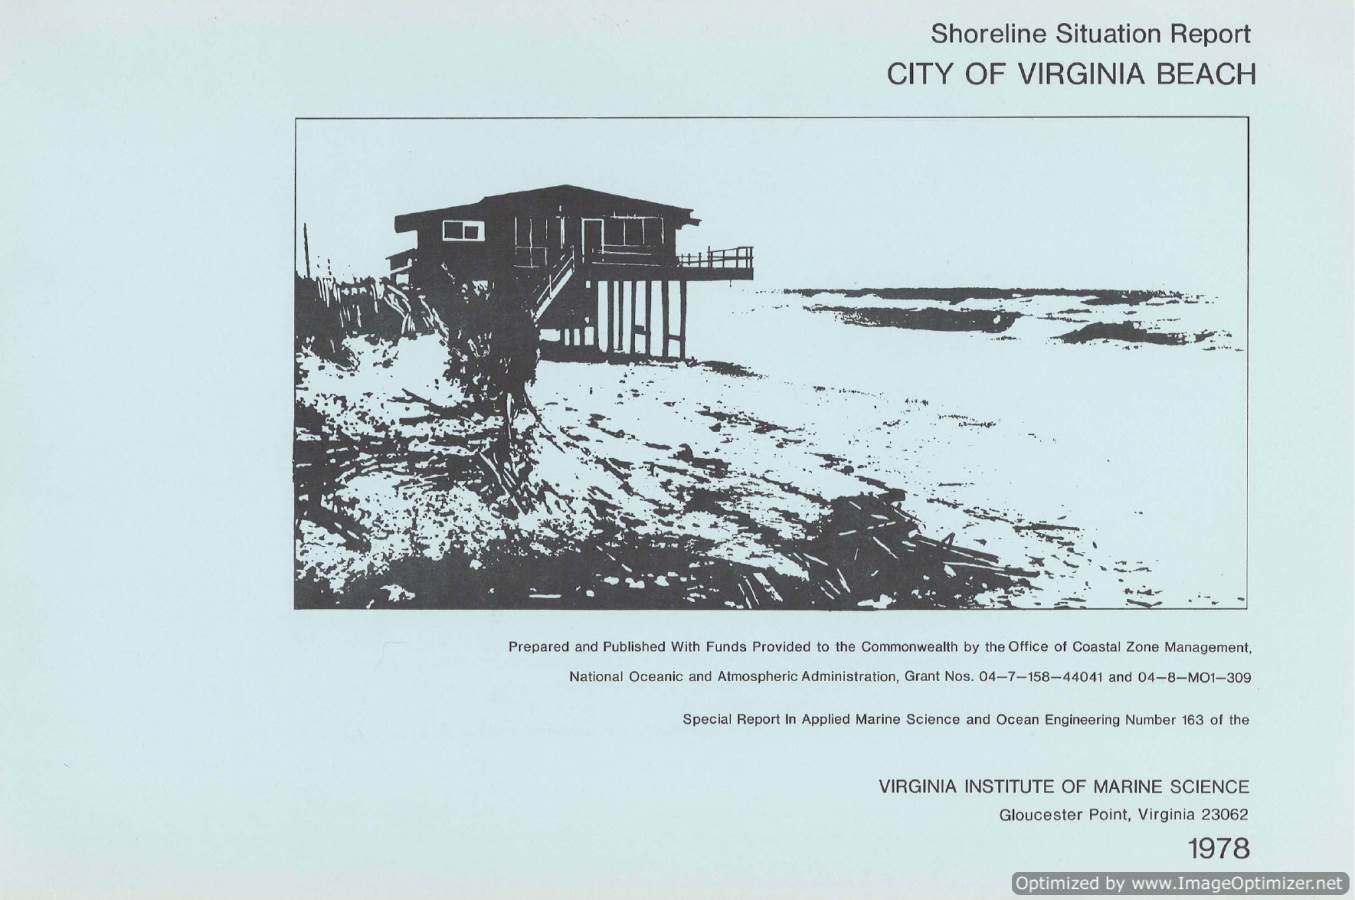 Shoreline Situation Report
CITY OF VIRGINIA BEACH
Prepared and Published With Funds Provided to the Commonwealth by the Office of Coastal Zone Management,
National Oceanic and Atmospheric Administration, Grant Nos. 04—7—158—44041 and 04—8—MO1—309
Special Report In Applied Marine Science and Ocean Engineering Number 163 of the
VIRGINIA INSTITUTE OF MARINE SCIENCE
Gloucester Point, Virginia 23062
1978
Optimized by www.ImageOptimizer.net